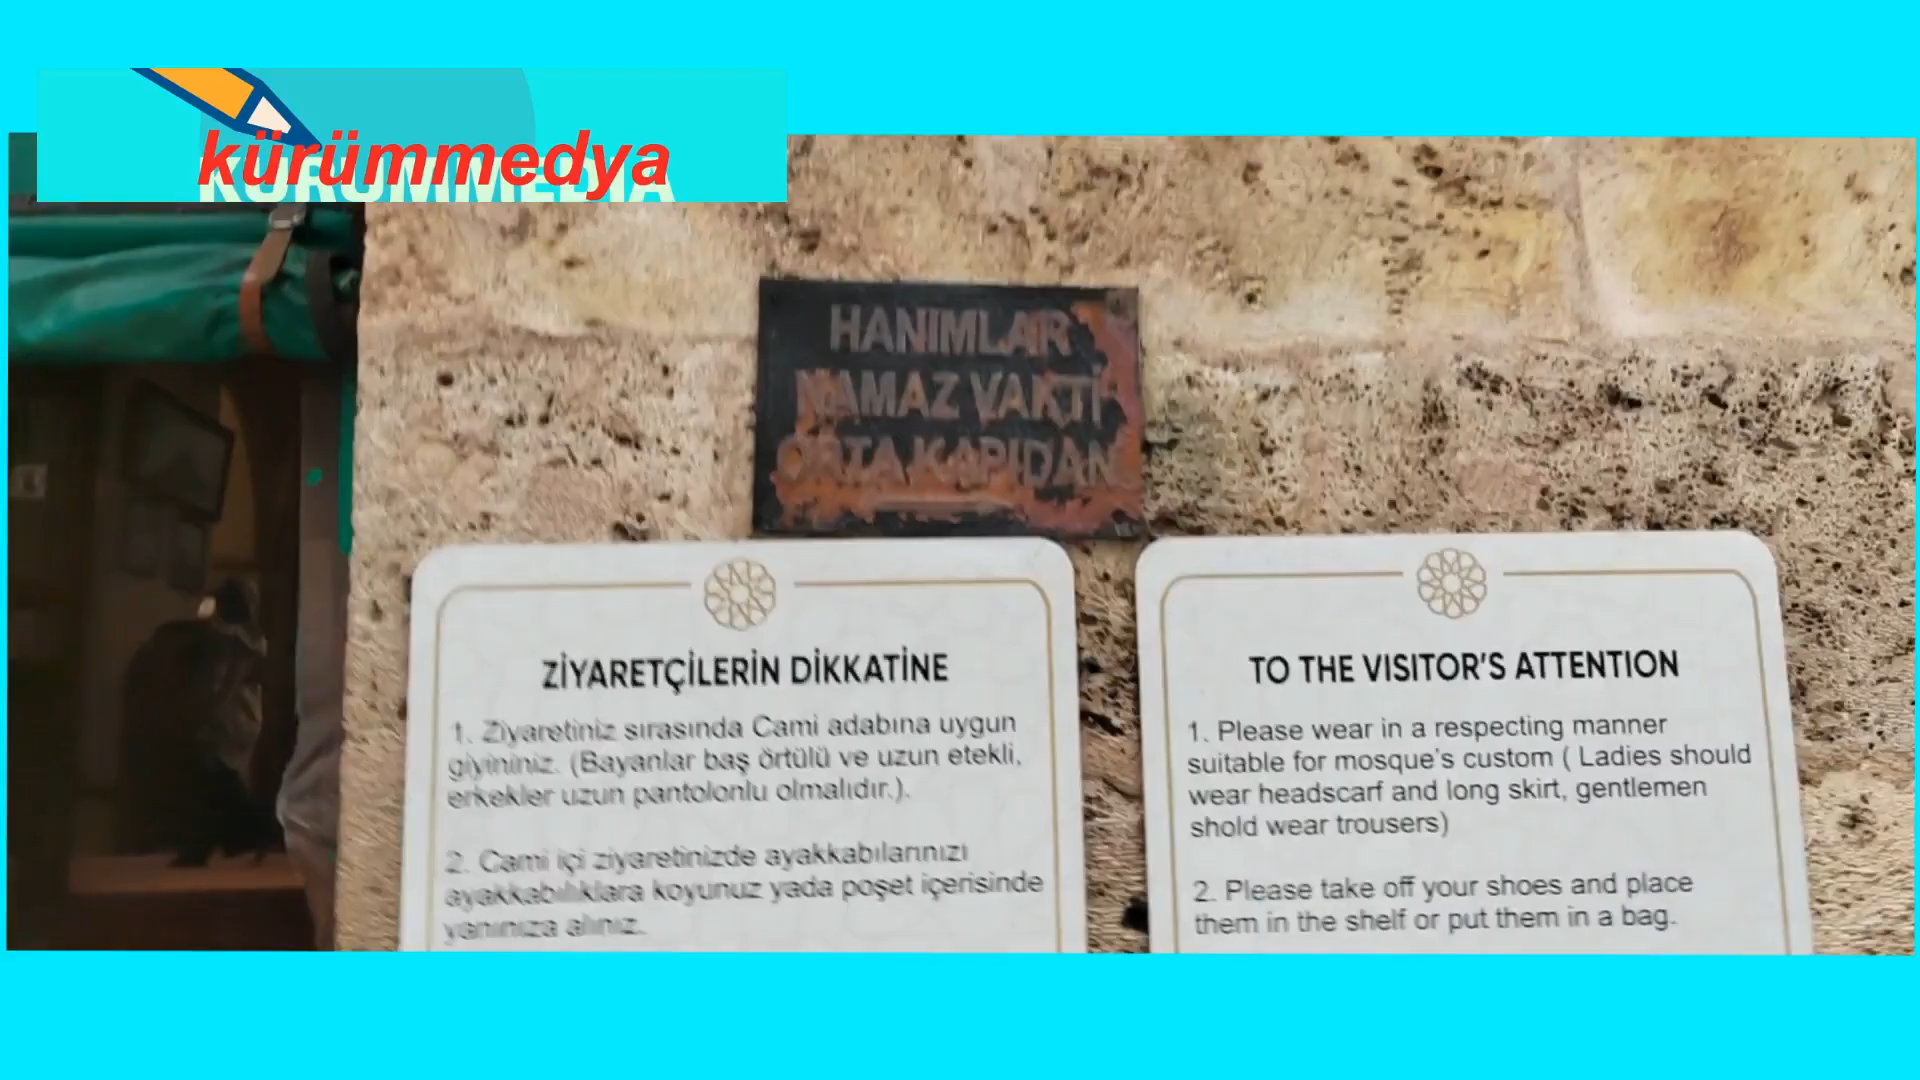 kürümmedya
KÜRÜMMEDIA
HANIMLAR
NAMAZ VAKTİ
ORTA KAPIDAN
ZİYARETÇİLERİN DİKKATİNE
1. Ziyaretiniz sırasında Cami adabına uygun
giyininiz. (Bayanlar baş örtülü ve uzun etekli,
erkekler uzun pantolonlu olmalıdır.).
2. Cami içi ziyaretinizde ayakkabılarınızı
ayakkabılıklara koyunuz yada poşet içerisinde
yanınıza alınız.
TO THE VISITOR'S ATTENTION
1. Please wear in a respecting manner
suitable for mosque's custom ( Ladies should
wear headscarf and long skirt, gentlemen
shold wear trousers)
2. Please take off your shoes and place
them in the shelf or put them in a bag.